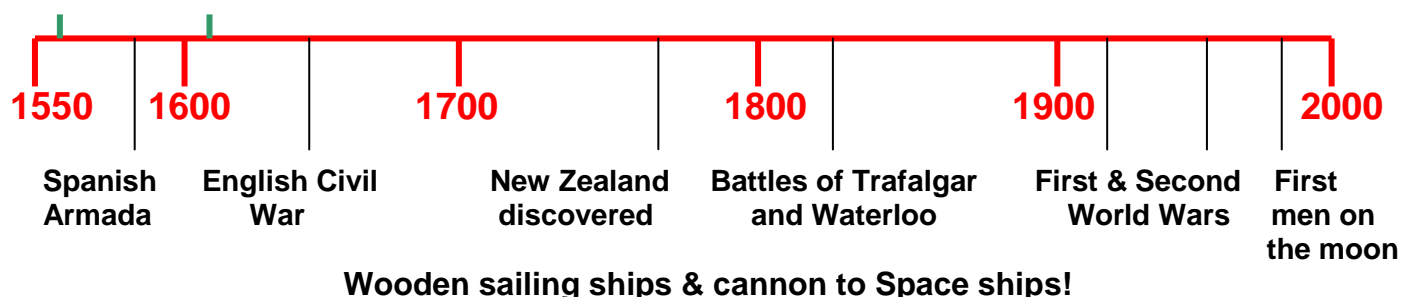 1550 1600 1700 1800 1900 2000
Spanish English Civil New Zealand Battles of Trafalgar First & Second First
Armada War discovered and Waterloo World Wars men on
the moon
Wooden sailing ships & cannon to Space ships!